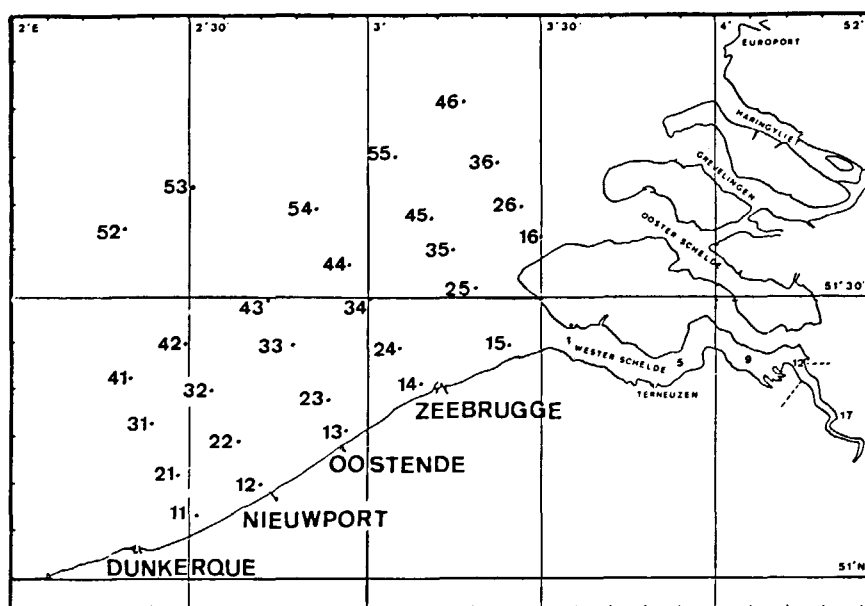 2°E 2°30 3° 3°30 4° 52°
EUROPORT
46.
HARINGVLIET
55.
36.
GREVELINGEN
53.
54.
26.
45.
52.
16.
OOSTER SCHELDE
35.
44.
25.
51°30
43.
34
42.
33.
24.
15.
1 WESTER SCHELDE 5 9 12
41.
14.
32.
TERNEUZEN
23.
ZEEBRUGGE
17
31.
13.
22.
OOSTENDE
21.
12.
11.
NIEUWPORT
DUNKERQUE
51°N